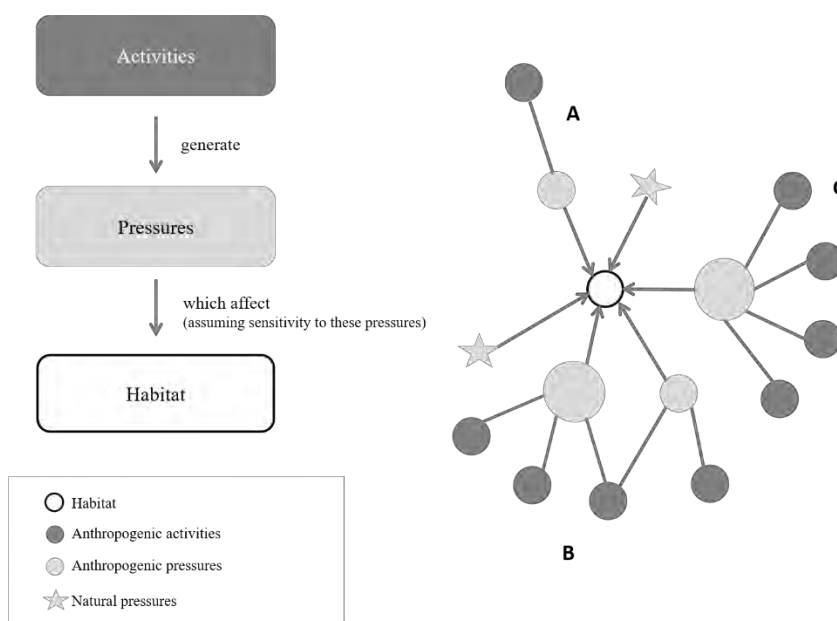 Activities
generate
Pressures
which affect
(assuming sensitivity to these pressures)
Habitat
Habitat
Anthropogenic activities
Anthropogenic pressures
Natural pressures
A
B